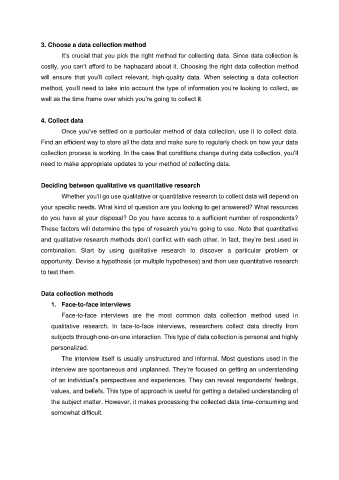 3. Choose a data collection method
It's crucial that you pick the right method for collecting data. Since data collection is
costly, you can't afford to be haphazard about it. Choosing the right data collection method
will ensure that you'll collect relevant, high-quality data. When selecting a data collection
method, you'll need to take into account the type of information you're looking to collect, as
well as the time frame over which you're going to collect it.
4. Collect data
Once you've settled on a particular method of data collection, use it to collect data.
Find an efficient way to store all the data and make sure to regularly check on how your data
collection process is working. In the case that conditions change during data collection, you'll
need to make appropriate updates to your method of collecting data.
Deciding between qualitative vs quantitative research
Whether you'll go use qualitative or quantitative research to collect data will depend on
your specific needs. What kind of question are you looking to get answered? What resources
do you have at your disposal? Do you have access to a sufficient number of respondents?
These factors will determine the type of research you're going to use. Note that quantitative
and qualitative research methods don't conflict with each other. In fact, they're best used in
combination. Start by using qualitative research to discover a particular problem or
opportunity. Devise a hypothesis (or multiple hypotheses) and then use quantitative research
to test them.
Data collection methods
1. Face-to-face interviews
Face-to-face interviews are the most common data collection method used in
qualitative research. In face-to-face interviews, researchers collect data directly from
subjects through one-on-one interaction. This type of data collection is personal and highly
personalized.
The interview itself is usually unstructured and informal. Most questions used in the
interview are spontaneous and unplanned. They're focused on getting an understanding
of an individual's perspectives and experiences. They can reveal respondents' feelings,
values, and beliefs. This type of approach is useful for getting a detailed understanding of
the subject matter. However, it makes processing the collected data time-consuming and
somewhat difficult.